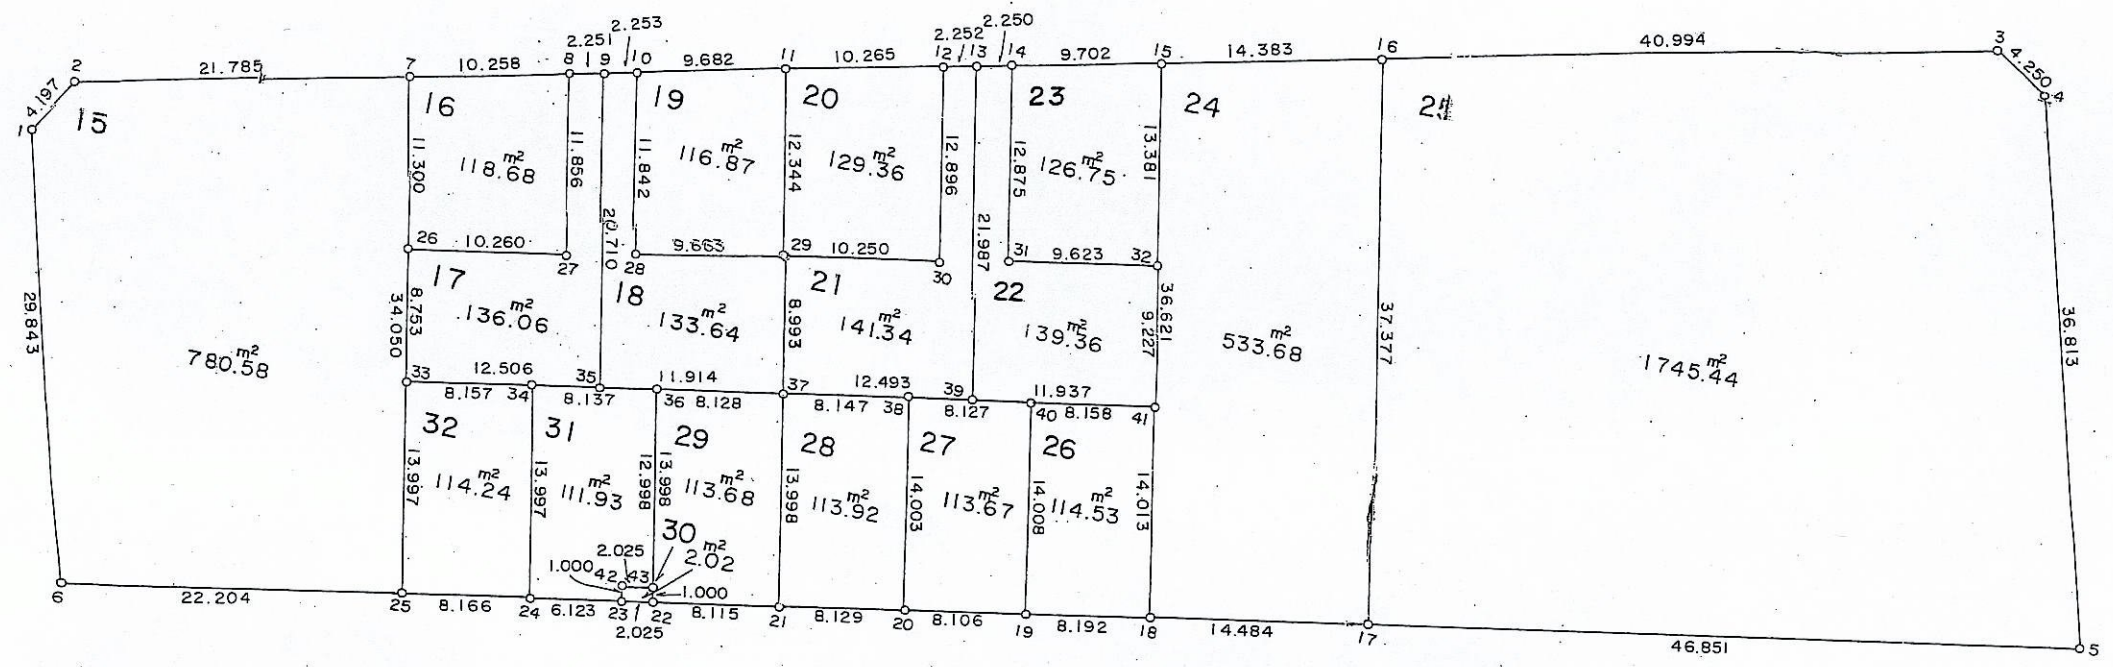 2.253 2.250
2.251 2.252
2 21.785 7 10.258 8 9 10 9.682 11 10.265 12 13 14 9.702 15 14.383 16 40.994 3
4.197 4.250
1 15 16 19 20 23 24 4
11.300 118.68 m² 11.856 11.842 116.87 m² 12.344 129.36 m² 12.896 12.875 126.75 m² 13.381
26 10.260 27 20.710 28 9.663 29 10.250 30 21.987 31 9.623 32
17 18 21 22
29.843 34.050 8.753 136.06 m² 133.64 m² 8.993 141.34 m² 139.36 m² 9.227 36.621 533.68 m² 37.377 1745.44 m² 36.813
780.58 m²
33 12.506 35 11.914 37 12.493 39 11.937
8.157 34 8.137 36 8.128 8.147 38 8.127 40 8.158 41
32 31 29 28 27 26
13.997 114.24 m² 13.997 111.93 m² 12.998 13.998 113.68 m² 13.998 113.92 m² 14.003 113.67 m² 14.008 114.53 m² 14.013
30
2.025 2.02 m²
1.000 42 43 1.000
6 22.204 25 8.166 24 6.123 23 22 8.115 21 8.129 20 8.106 19 8.192 18 14.484 17 46.851 5
2.025